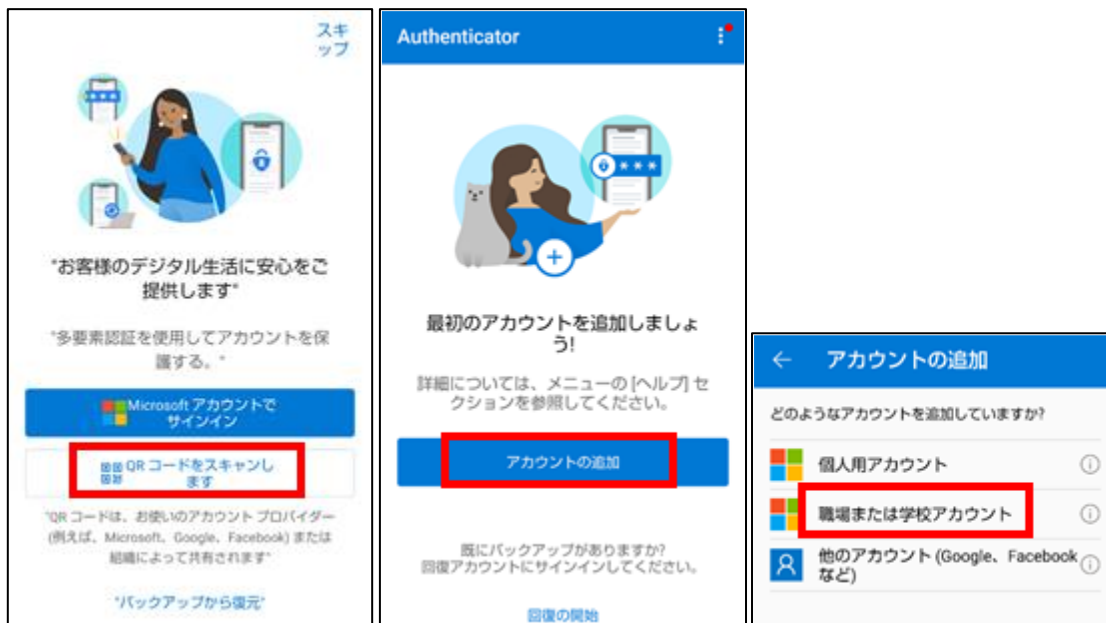 スキ
ップ
"お客様のデジタル生活に安心をご
提供します"
"多要素認証を使用してアカウントを保
護する。"
Microsoft アカウントで
サインイン
QR コードをスキャンし
ます
"QR コードは、お使いのアカウント プロバイダー
(例えば、Microsoft、Google、Facebook) または
組織によって共有されます"
"バックアップから復元"
Authenticator
***
最初のアカウントを追加しましょ
う!
詳細については、メニューの [ヘルプ] セ
クションを参照してください。
アカウントの追加
既にバックアップがありますか?
回復アカウントにサインインしてください。
回復の開始
← アカウントの追加
どのようなアカウントを追加していますか?
個人用アカウント
職場または学校アカウント
他のアカウント (Google、Facebook
など)